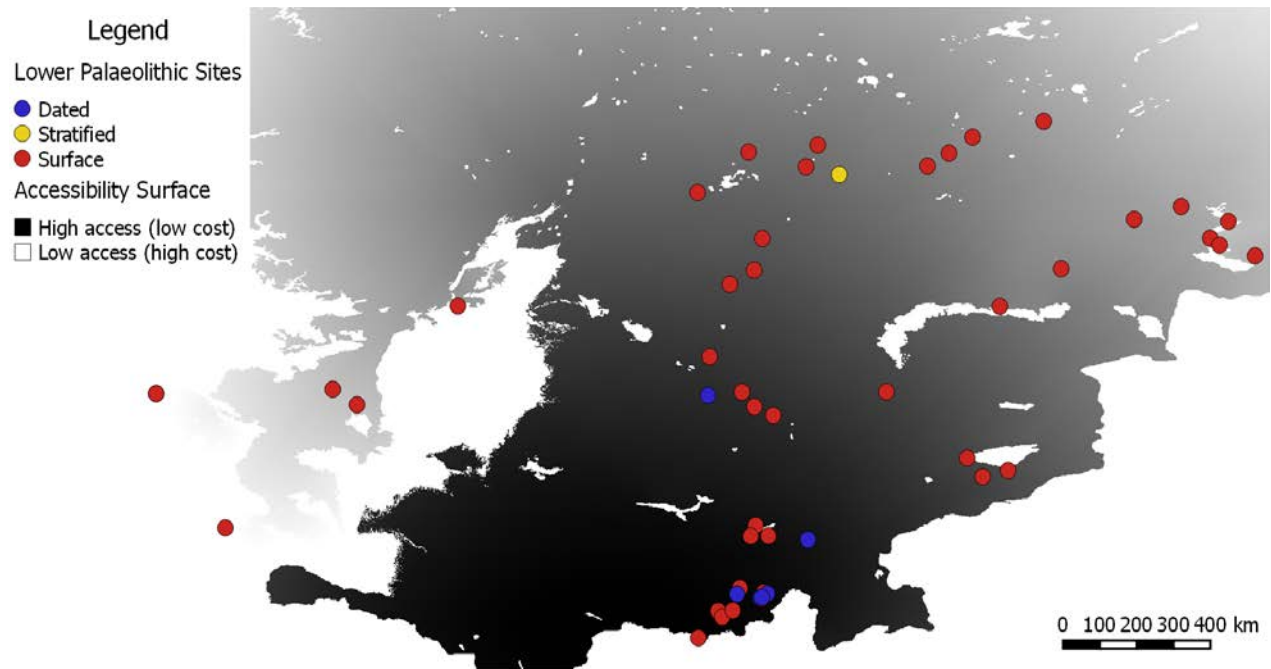 Legend
Lower Palaeolithic Sites
Dated
Stratified
Surface
Accessibility Surface
High access (low cost)
Low access (high cost)
0 100 200 300 400 km